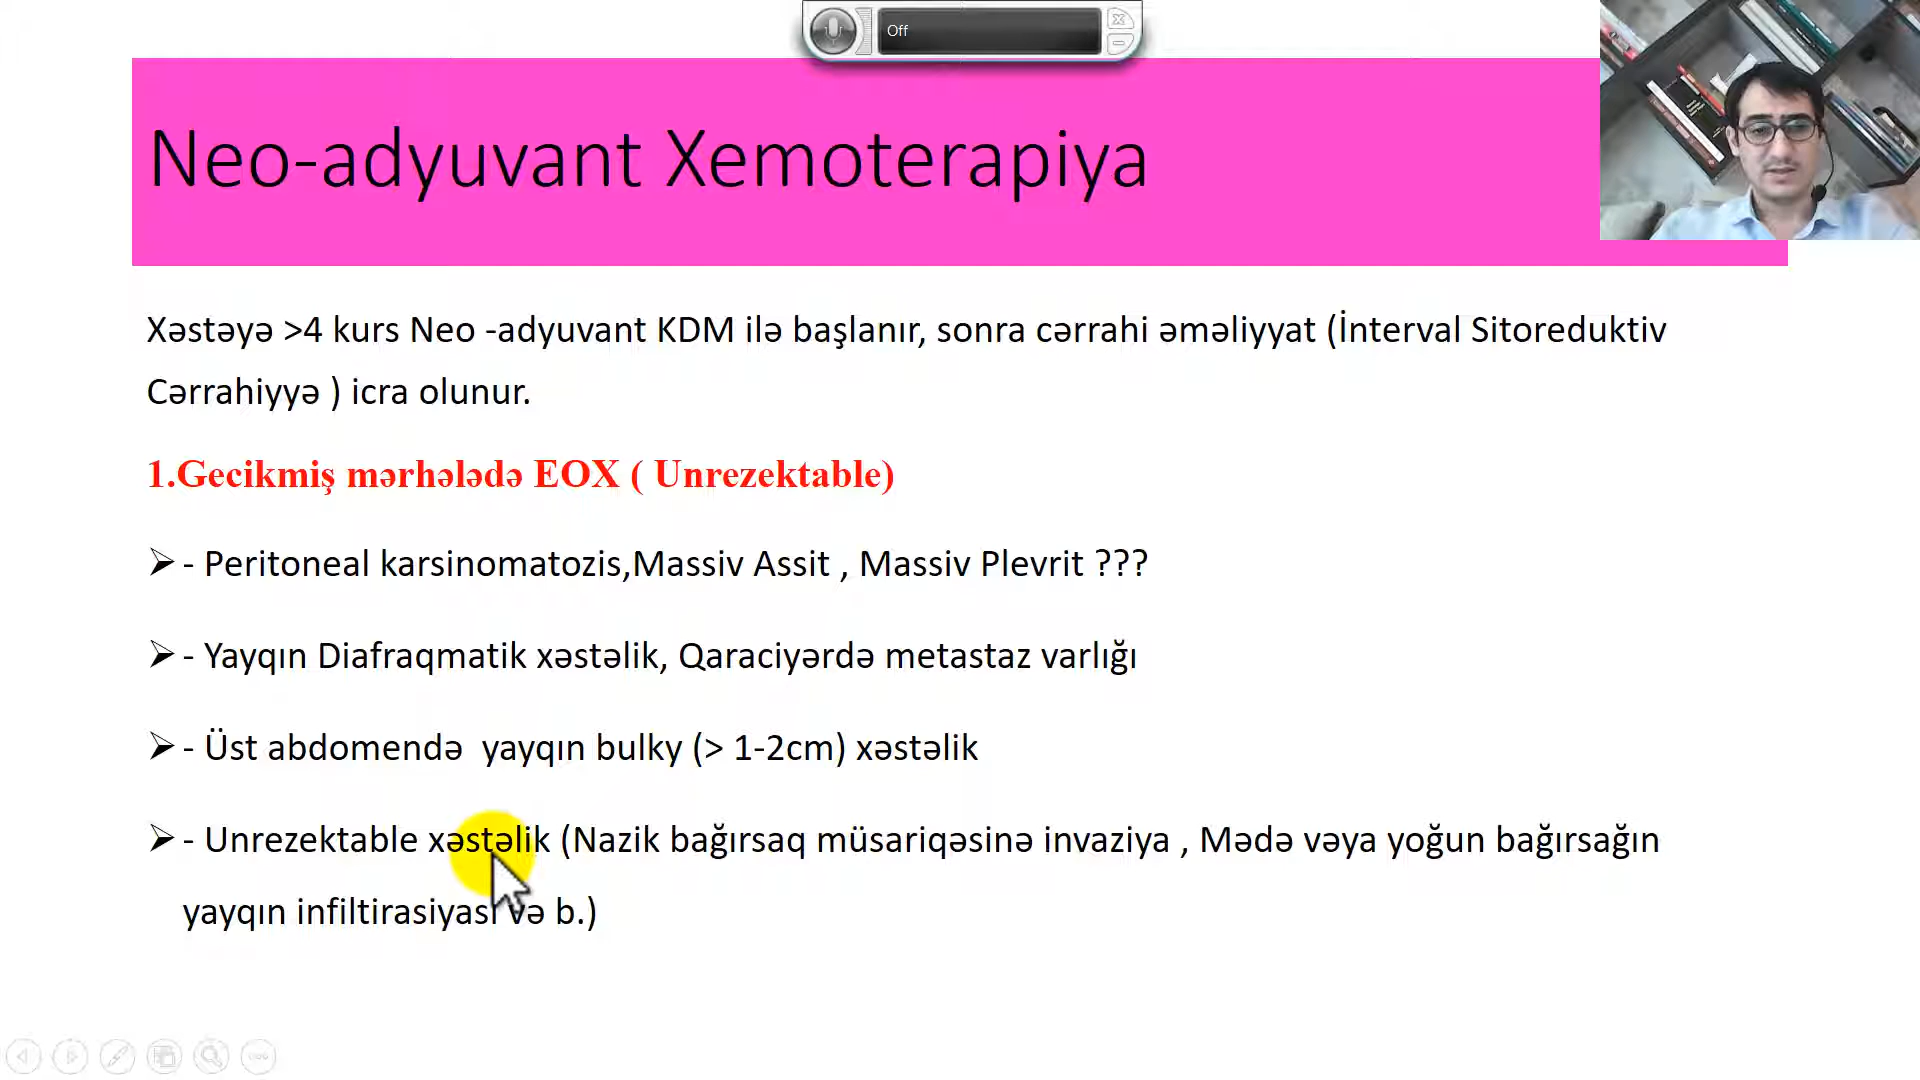 Off
Neo-adyuvant Xemoterapiya
Xəstəyə >4 kurs Neo -adyuvant KDM ilə başlanır, sonra cərrahi əməliyyat (İnterval Sitoreduktiv
Cərrahiyyə ) icra olunur.
1.Gecikmiş mərhələdə EOX ( Unrezektable)
➢ - Peritoneal karsinomatozis,Massiv Assit , Massiv Plevrit ???
➢ - Yayqın Diafraqmatik xəstəlik, Qaraciyərdə metastaz varlığı
➢ - Üst abdomendə yayqın bulky (> 1-2cm) xəstəlik
➢ - Unrezektable xəstəlik (Nazik bağırsaq müsariqəsinə invaziya , Mədə vəya yoğun bağırsağın
yayqın infiltirasiyası və b.)